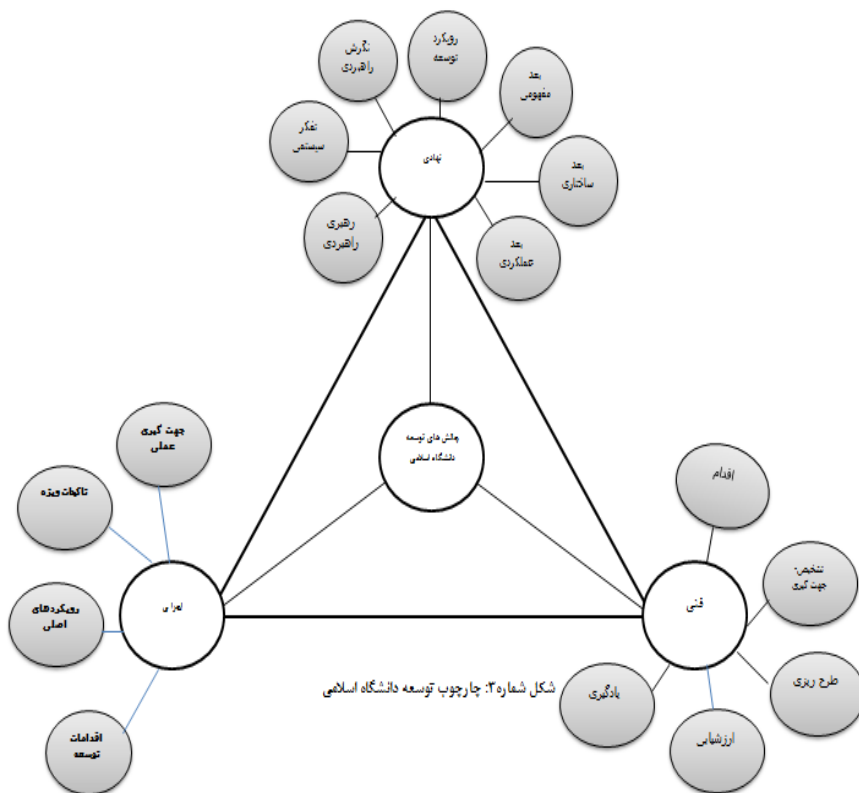 رویکرد
توسعه
نگرش
راهبردی
بعد
مفهومی
تفکر
سیستمی
نهادی
بعد
ساختاری
رهبری
راهبردی
بعد
عملکردی
چالش های توسعه
دانشگاه اسلامی
جهت گیری
عملی
تاکیدات ویژه
رویکردهای
اصلی
اجرایی
اقدامات
توسعه
اقدام
تشخیص-
جهت گیری
فنی
طرح ریزی
یادگیری
ارزشیابی
شکل شماره۳: چارچوب توسعه دانشگاه اسلامی